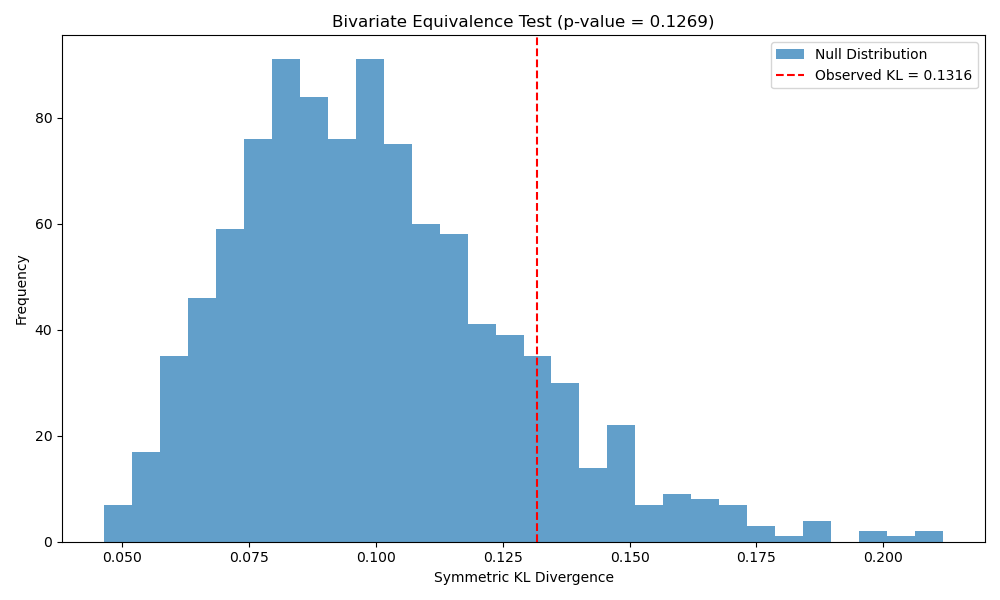 Bivariate Equivalence Test (p-value = 0.1269)
Null Distribution
Observed KL = 0.1316
Frequency
80
60
40
20
0
0.050 0.075 0.100 0.125 0.150 0.175 0.200
Symmetric KL Divergence